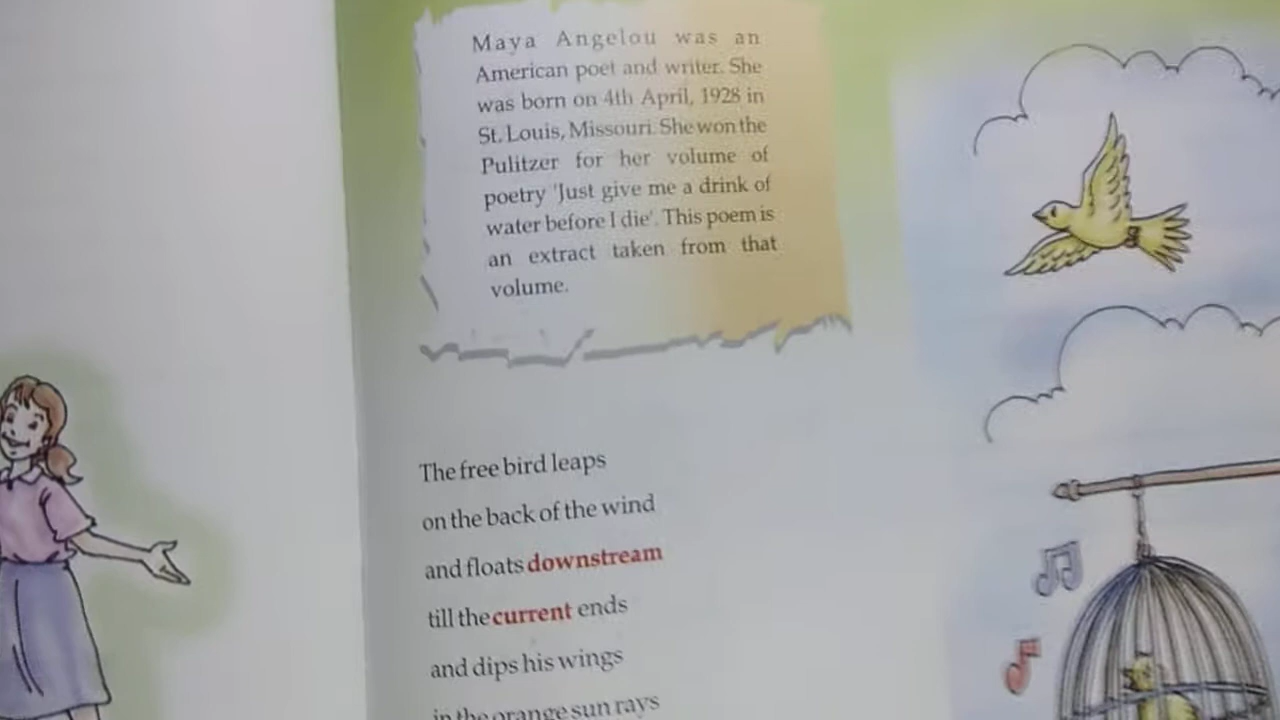 Maya Angelou was an
American poet and writer. She
was born on 4th April, 1928 in
St. Louis, Missouri. She won the
Pulitzer for her volume of
poetry 'Just give me a drink of
water before I die'. This poem is
an extract taken from that
volume.
The free bird leaps
on the back of the wind
and floats downstream
till the current ends
and dips his wings
in the orange sun rays